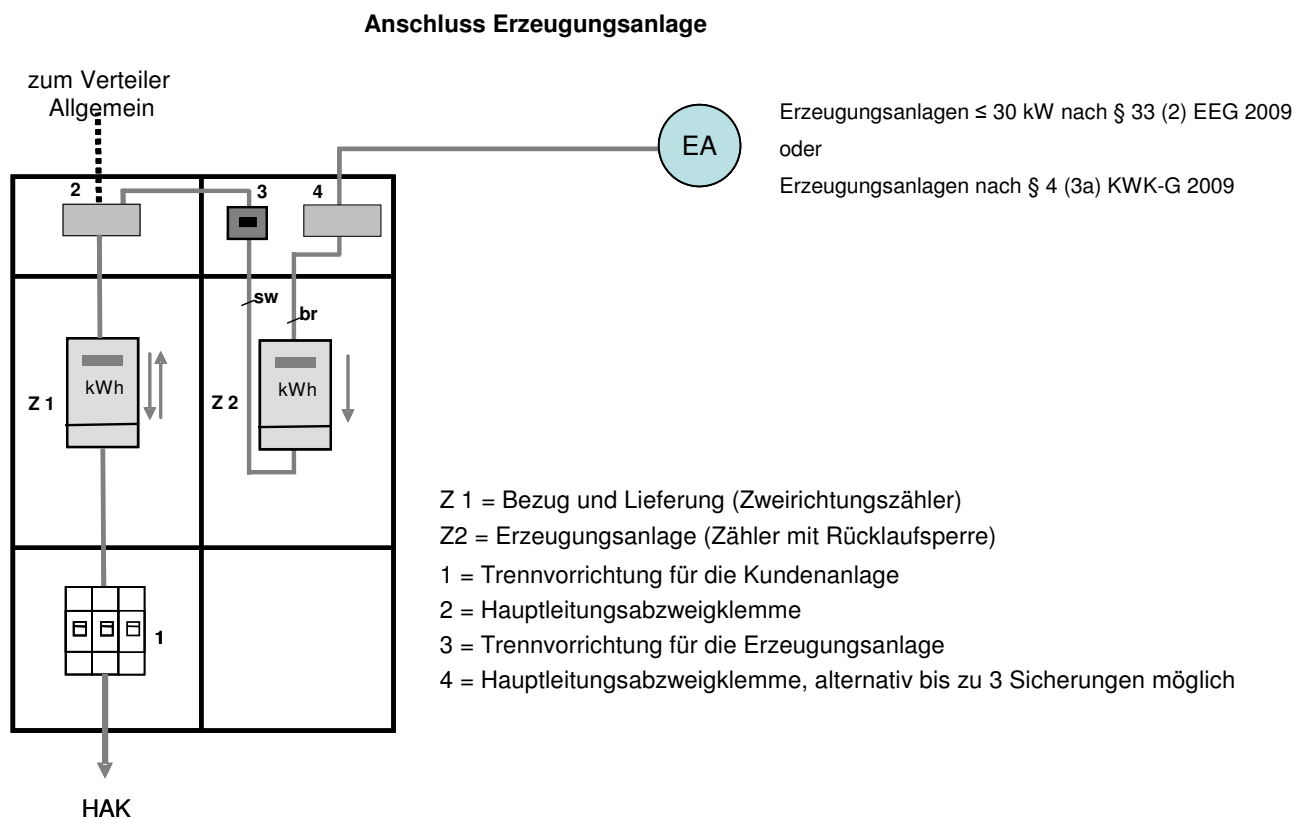 Anschluss Erzeugungsanlage
zum Verteiler
Allgemein
EA
Erzeugungsanlagen ≤ 30 kW nach § 33 (2) EEG 2009
oder
Erzeugungsanlagen nach § 4 (3a) KWK-G 2009
2
3
4
sw
br
kWh
kWh
Z 1
Z 2
Z 1 = Bezug und Lieferung (Zweirichtungszähler)
Z2 = Erzeugungsanlage (Zähler mit Rücklaufsperre)
1 = Trennvorrichtung für die Kundenanlage
2 = Hauptleitungsabzweigklemme
3 = Trennvorrichtung für die Erzeugungsanlage
4 = Hauptleitungsabzweigklemme, alternativ bis zu 3 Sicherungen möglich
1
HAK